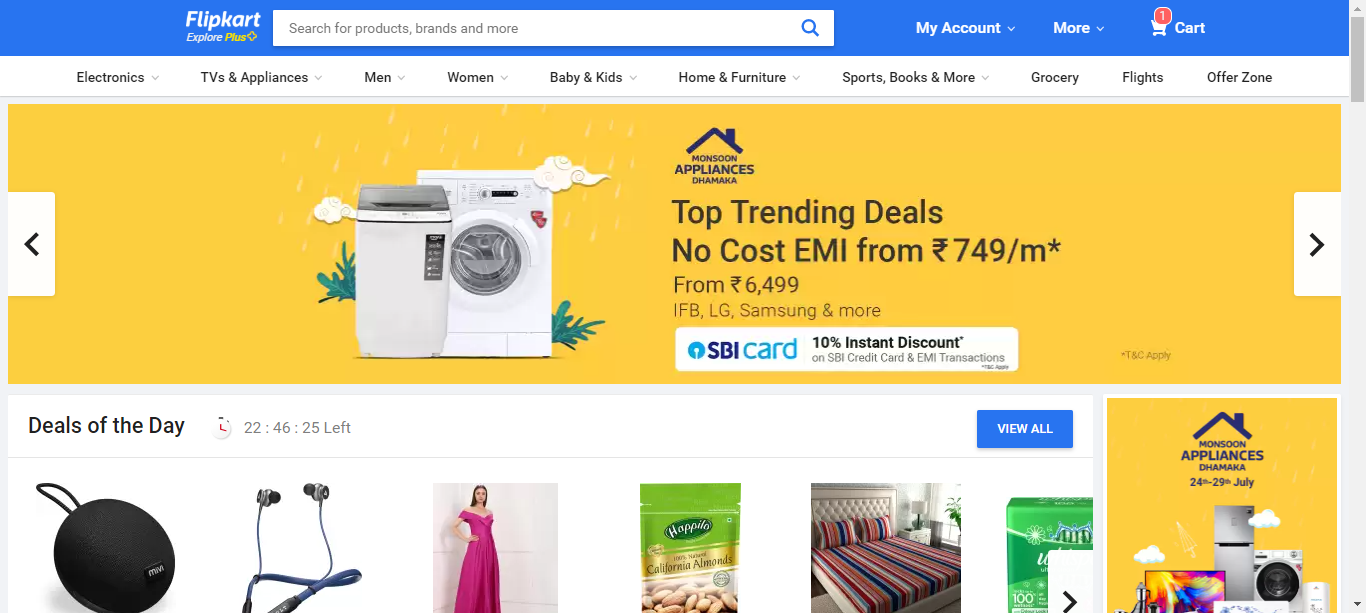 Flipkart
Explore Plus
Search for products, brands and more
My Account
More
1
Cart
Electronics
TVs & Appliances
Men
Women
Baby & Kids
Home & Furniture
Sports, Books & More
Grocery
Flights
Offer Zone
MONSOON
APPLIANCES
DHAMAKA
Top Trending Deals
No Cost EMI from ₹749/m*
From ₹6,499
IFB, LG, Samsung & more
SBI card
10% Instant Discount*
on SBI Credit Card & EMI Transactions
*T&C Apply
*T&C Apply
Deals of the Day
22 : 46 : 25 Left
VIEW ALL
MONSOON
APPLIANCES
DHAMAKA
24th-29th July
mivi
Happilo
100% Natural
California Almonds
100%